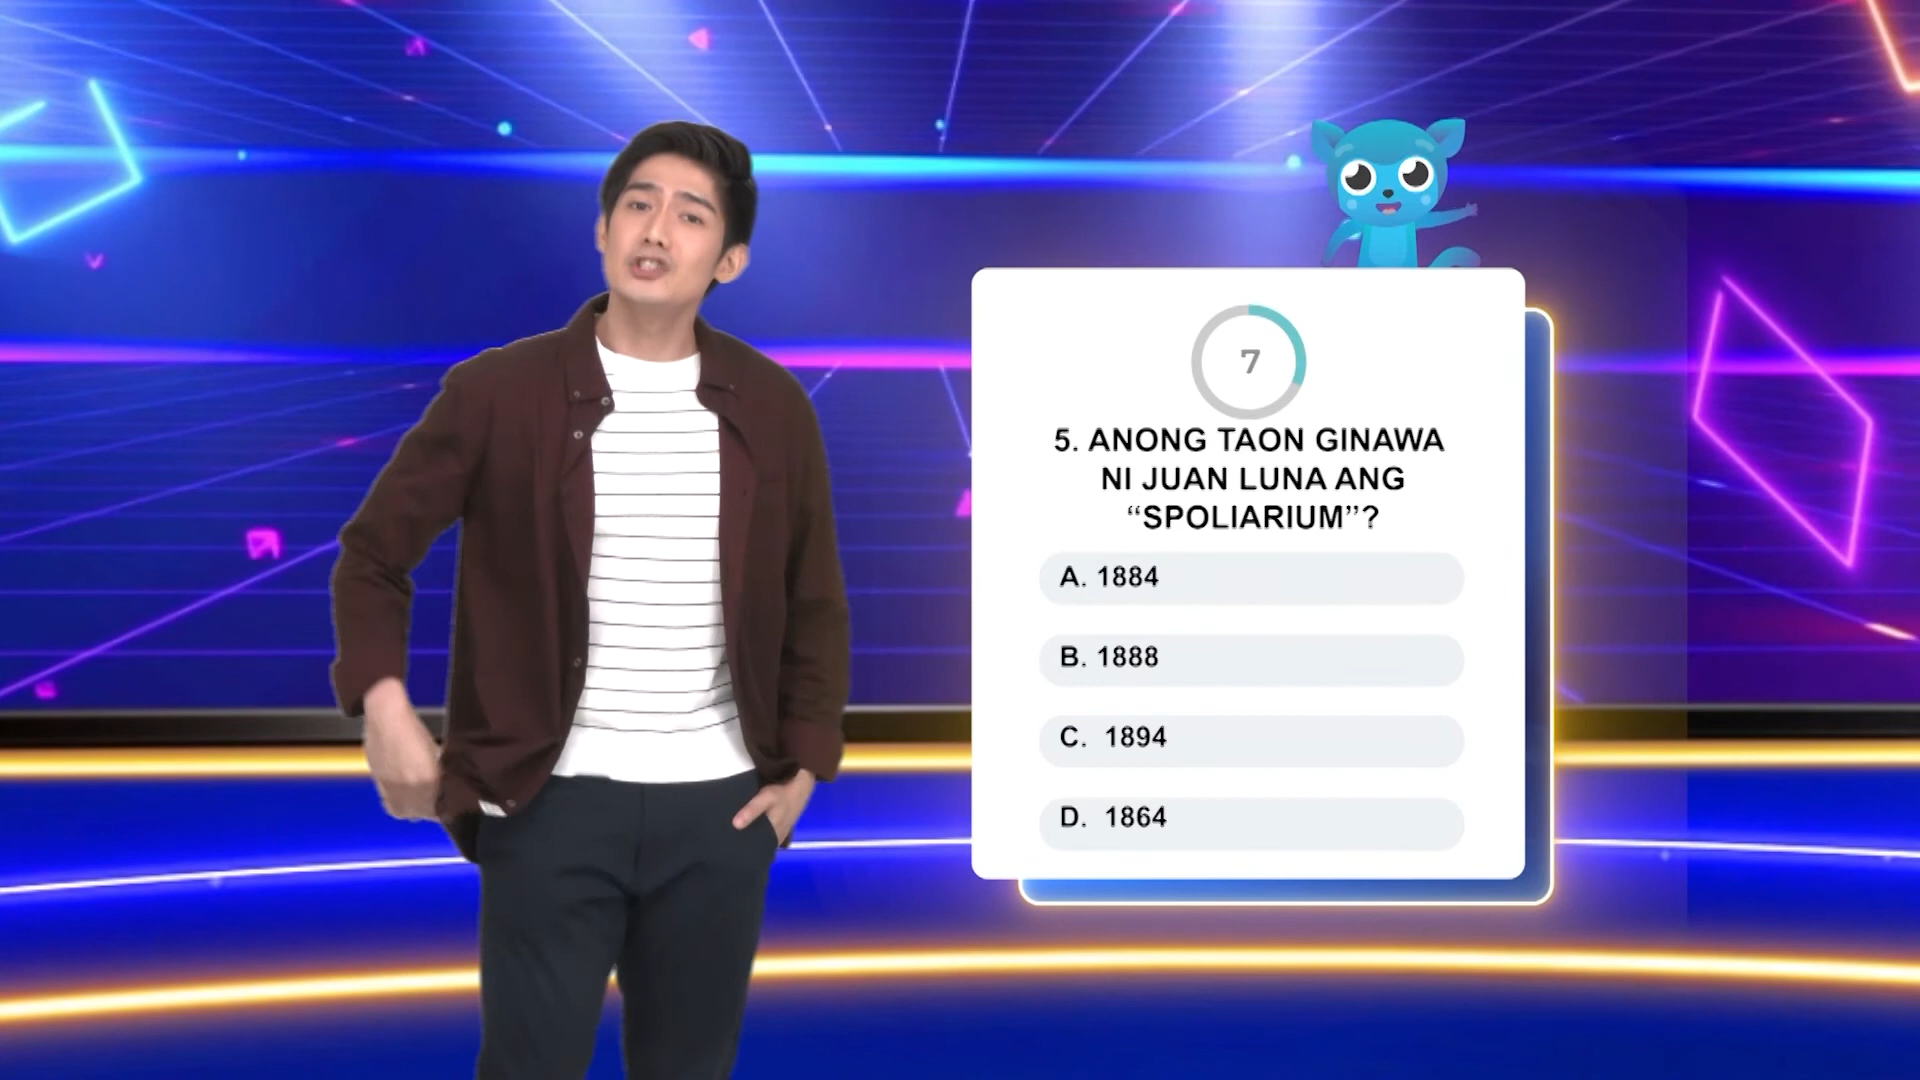 7
5. ANONG TAON GINAWA
NI JUAN LUNA ANG
“SPOLIARIUM”?
A. 1884
B. 1888
C. 1894
D. 1864